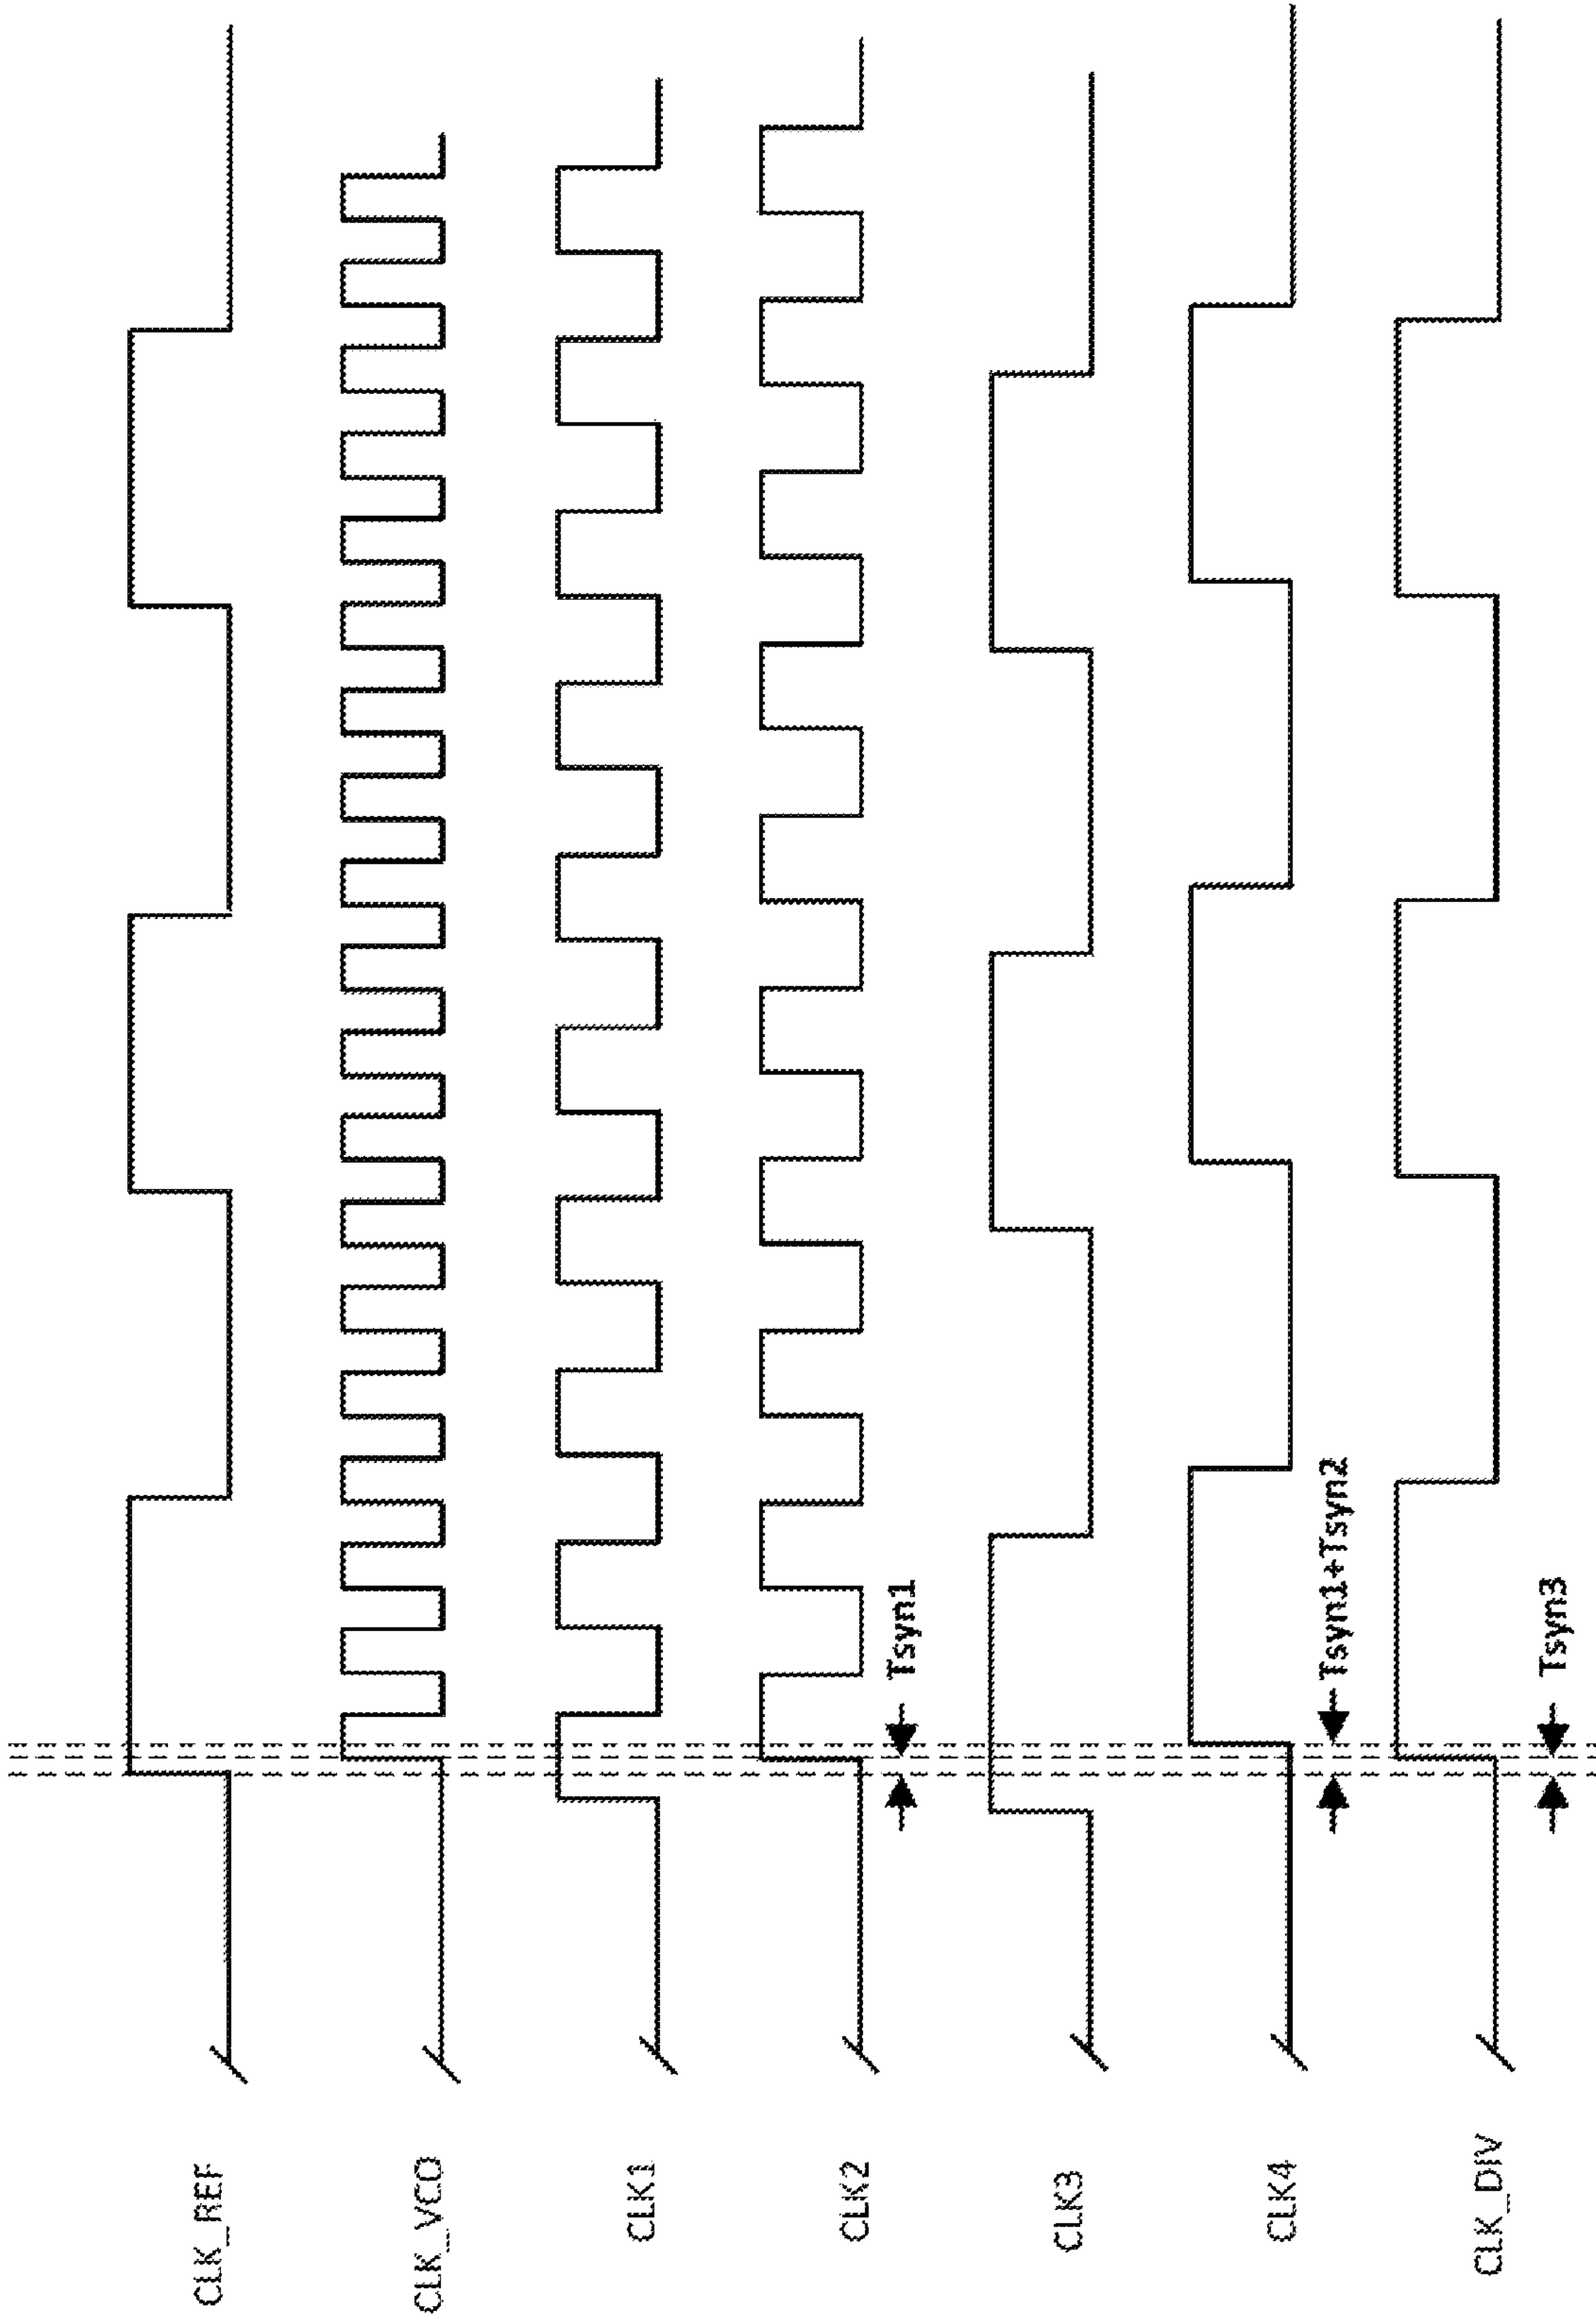 CLK_REF
CLK_VCO
CLK1
CLK2
Tsyn1
CLK3
CLK4
Tsyn1+Tsyn2
CLK_DIV
Tsyn3